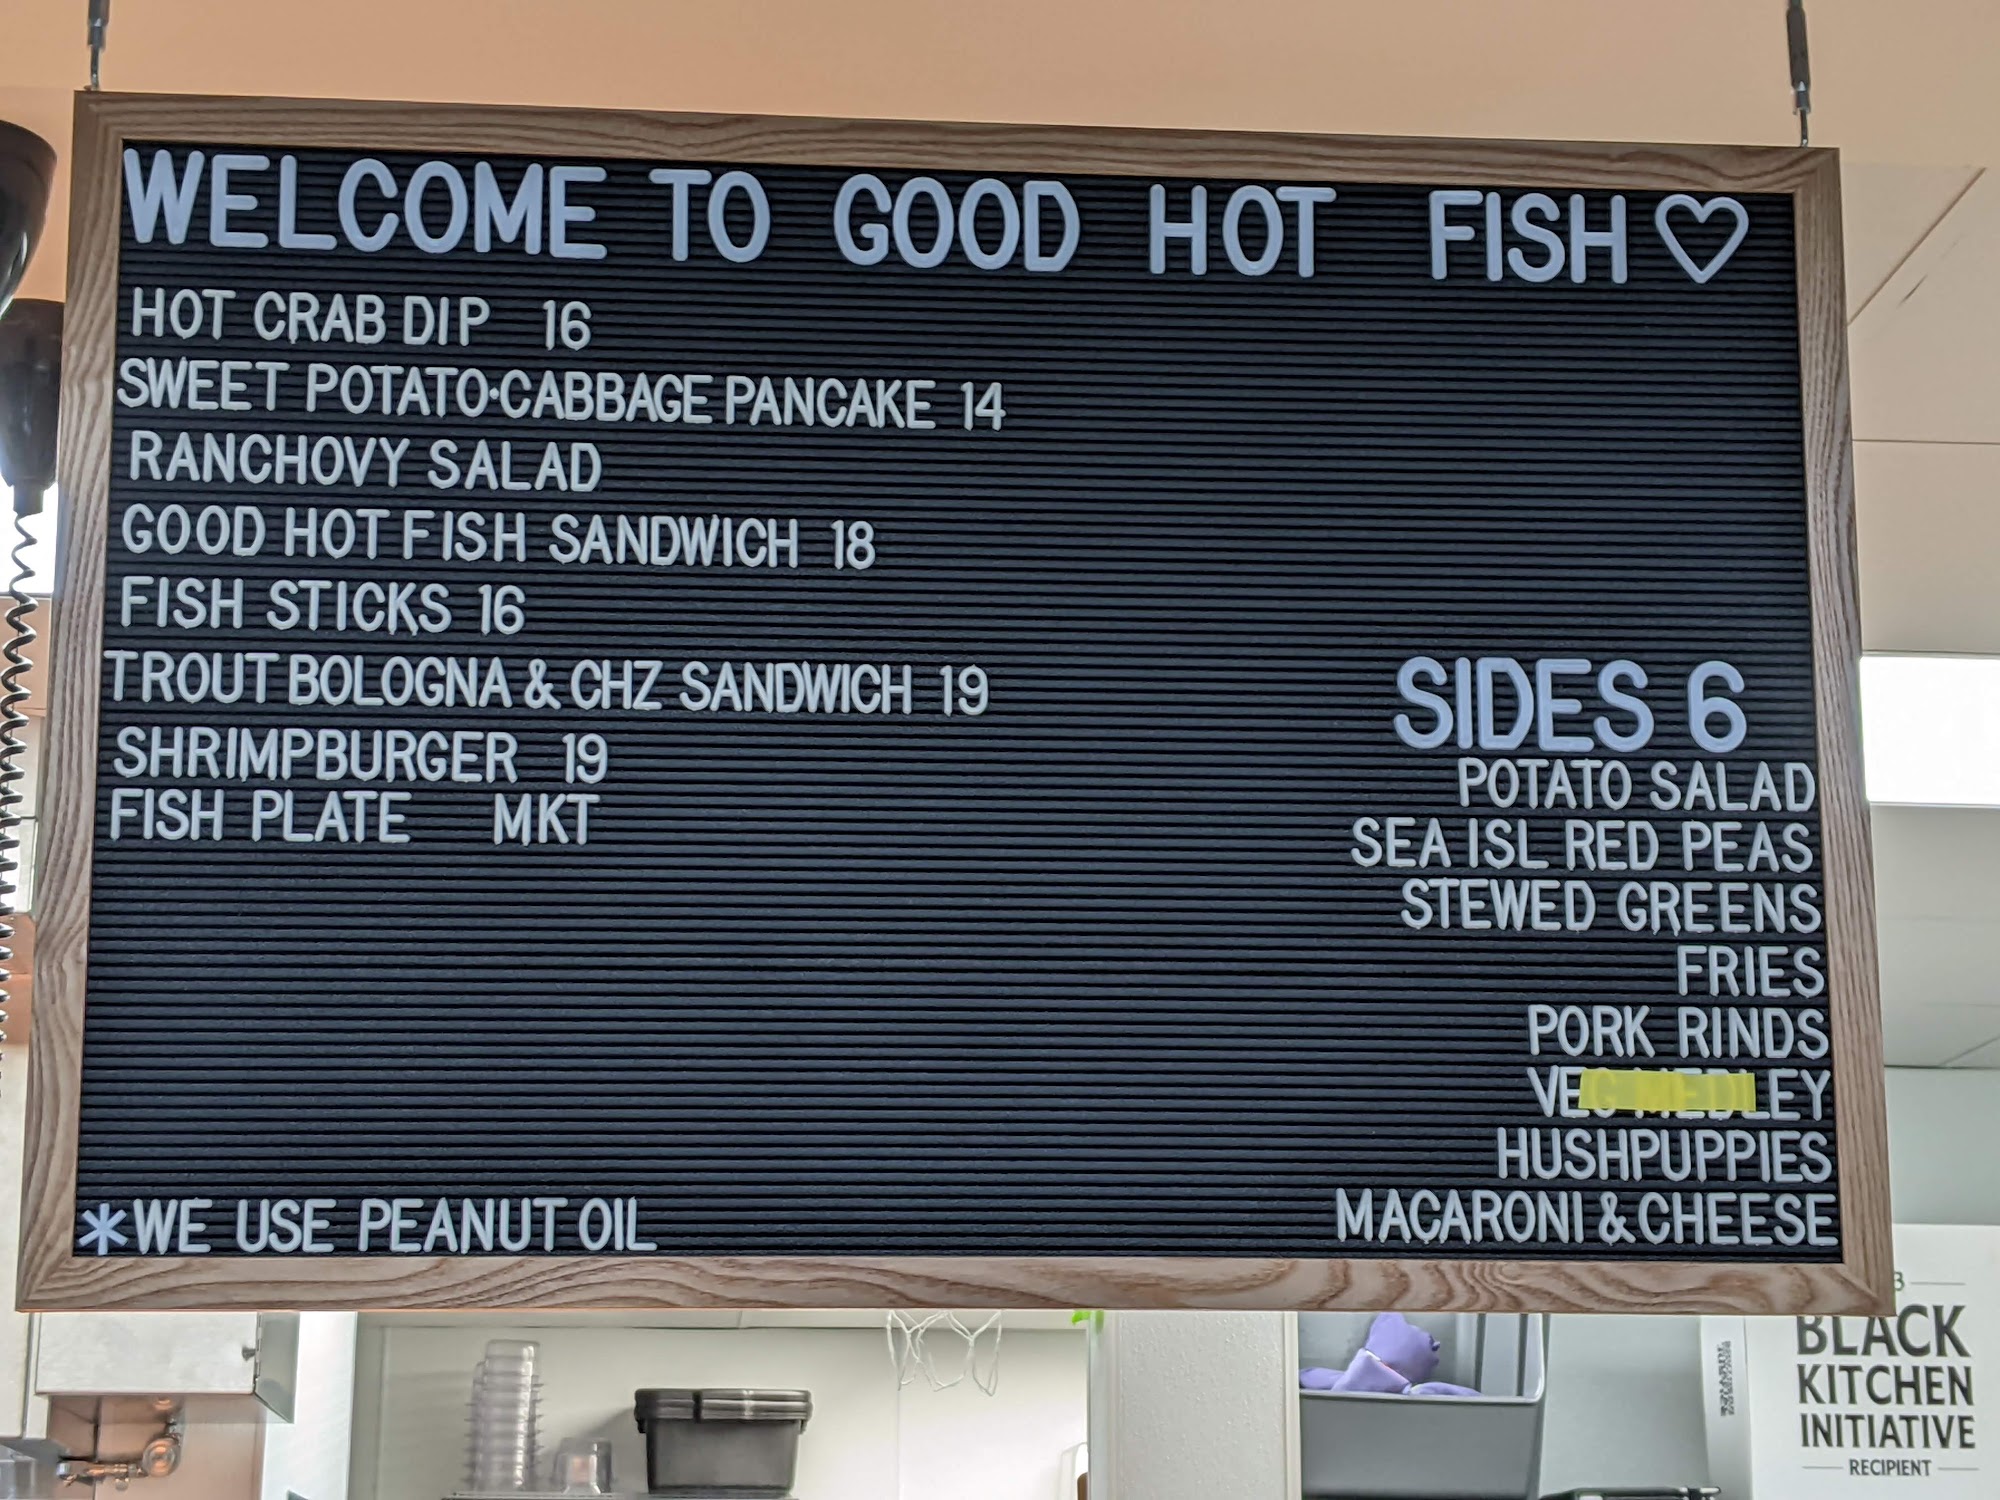 WELCOME TO GOOD HOT FISH♡
HOT CRAB DIP 16
SWEET POTATO·CABBAGE PANCAKE 14
RANCHOVY SALAD
GOOD HOT FISH SANDWICH 18
FISH STICKS 16
TROUT BOLOGNA & CHZ SANDWICH 19
SHRIMPBURGER 19
FISH PLATE MKT
*WE USE PEANUT OIL
SIDES 6
POTATO SALAD
SEA ISL RED PEAS
STEWED GREENS
FRIES
PORK RINDS
VEG MEDLEY
HUSHPUPPIES
MACARONI & CHEESE
BLACK
KITCHEN
INITIATIVE
RECIPIENT